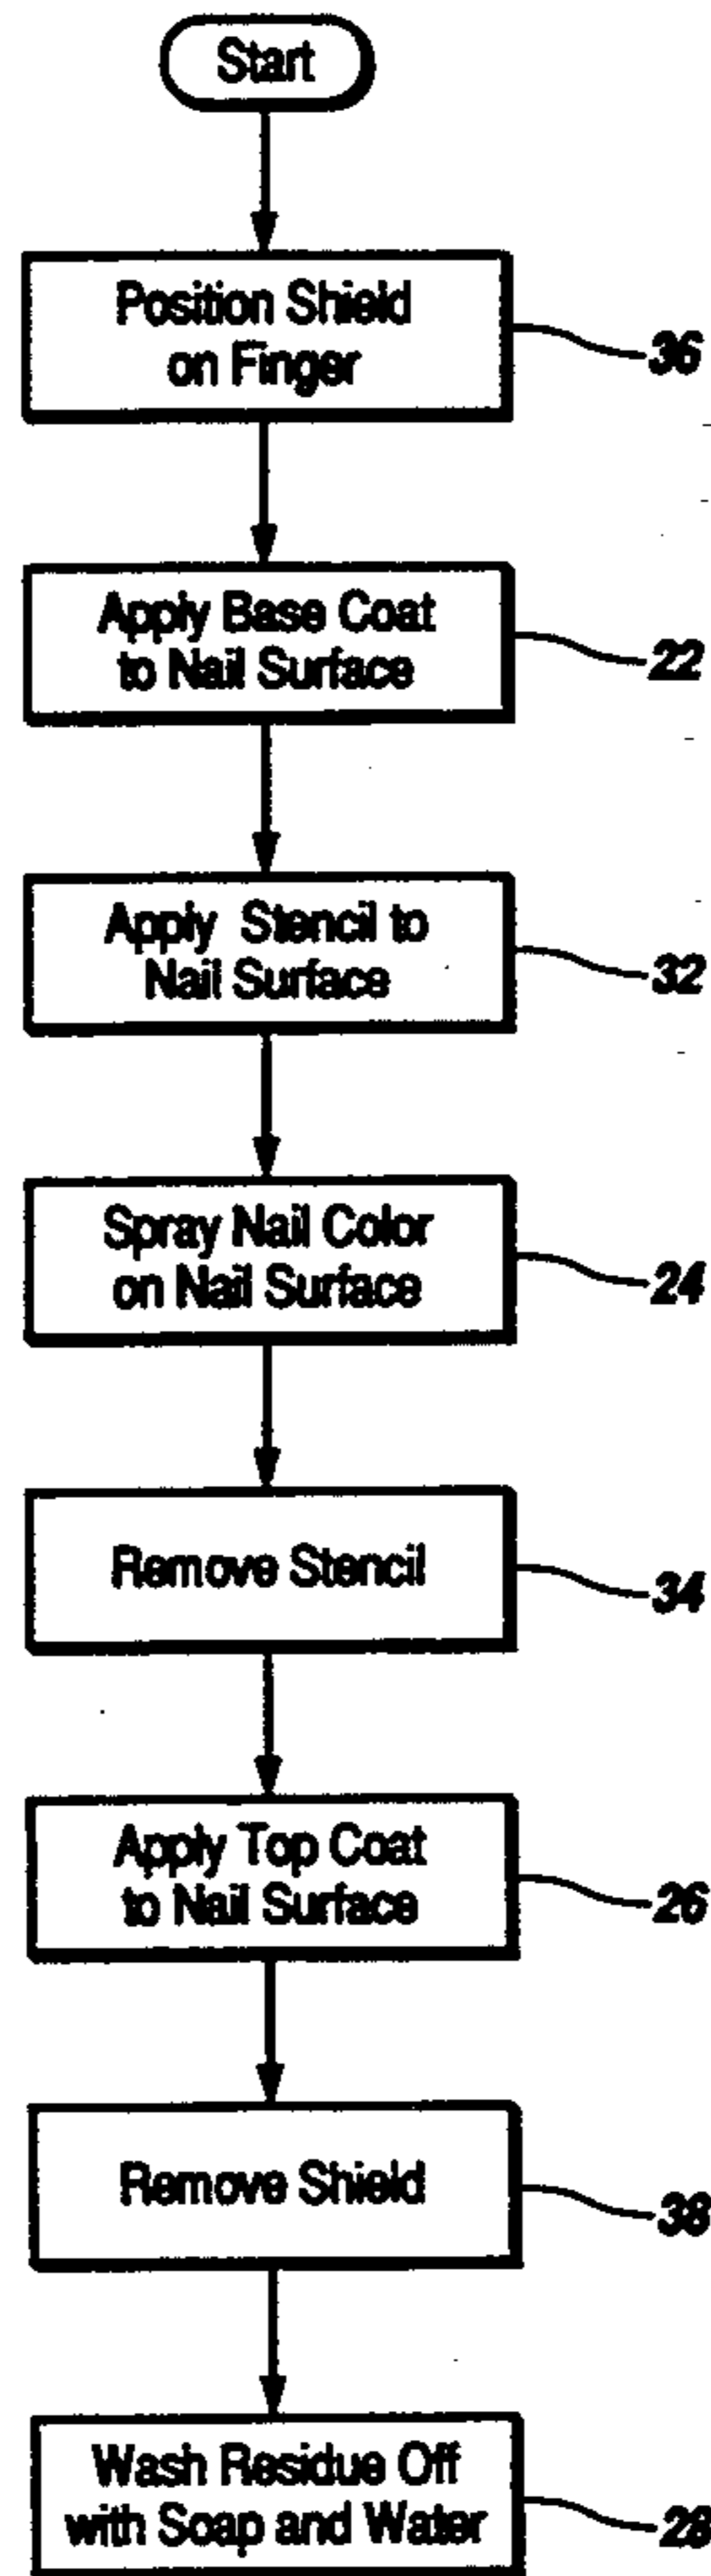 Start
Position Shield
on Finger
36
Apply Base Coat
to Nail Surface
22
Apply Stencil to
Nail Surface
32
Spray Nail Color
on Nail Surface
24
Remove Stencil
34
Apply Top Coat
to Nail Surface
26
Remove Shield
38
Wash Residue Off
with Soap and Water
28